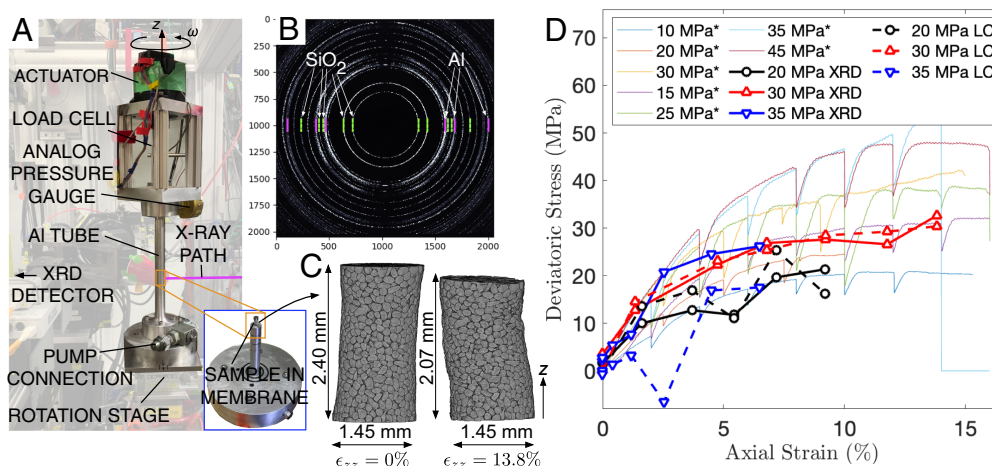 A
z
ω
ACTUATOR
LOAD CELL
ANALOG
PRESSURE
GAUGE
Al TUBE
X-RAY
PATH
XRD
DETECTOR
PUMP
CONNECTION
ROTATION STAGE
SAMPLE IN
MEMBRANE
B
SiO2
Al
0
250
500
750
1000
1250
1500
1750
2000
0
500
1000
1500
2000
C
2.40 mm
2.07 mm
z
1.45 mm
1.45 mm
ϵzz = 0%
ϵzz = 13.8%
D
10 MPa*
20 MPa*
30 MPa*
15 MPa*
25 MPa*
35 MPa*
45 MPa*
20 MPa XRD
30 MPa XRD
35 MPa XRD
20 MPa LC
30 MPa LC
35 MPa LC
Deviatoric Stress (MPa)
70
60
50
40
30
20
10
0
0
5
10
15
Axial Strain (%)